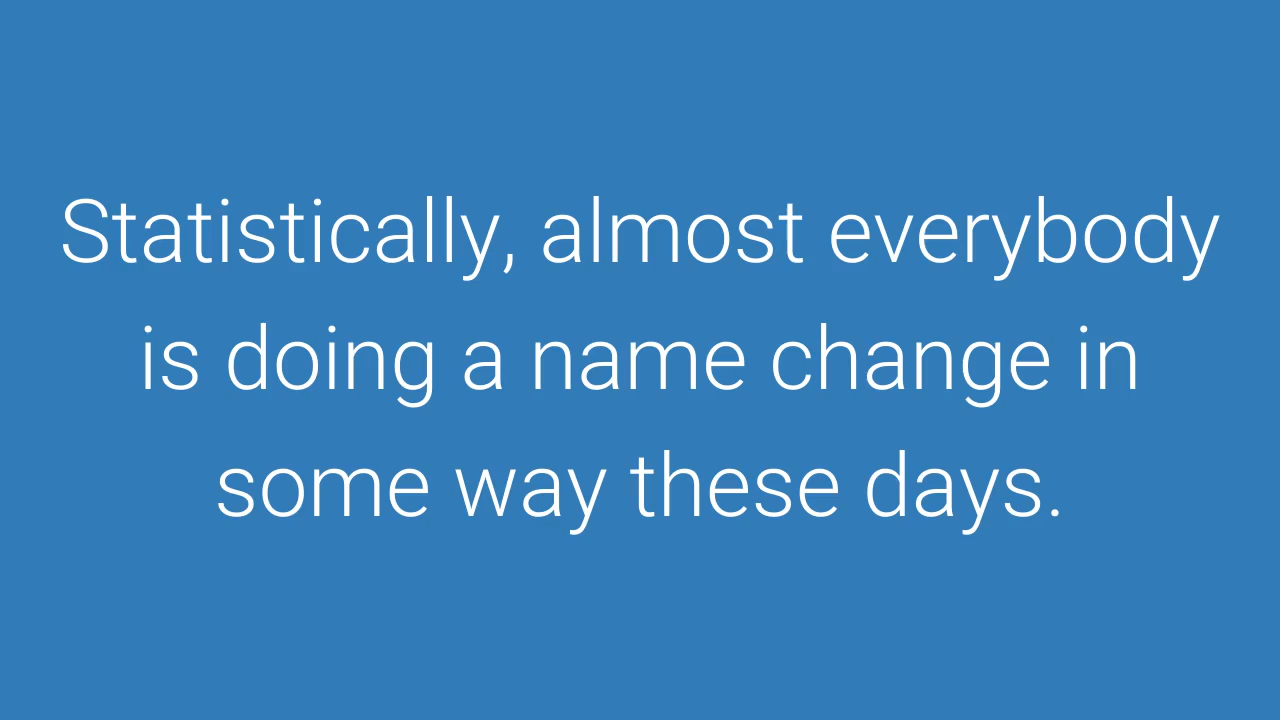 Statistically, almost everybody
is doing a name change in
some way these days.